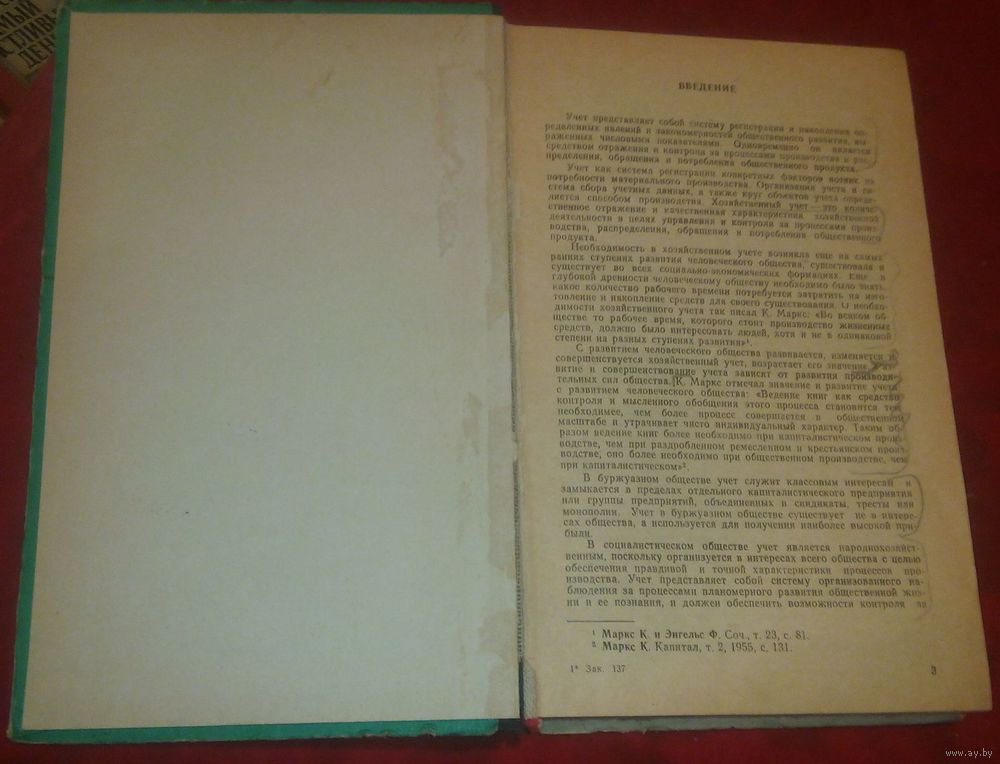 МЫЙ
ДЕН
ВВЕДЕНИЕ
Учет представляет собой систему регистрации и накопления оп-
ределенных явлений и закономерностей общественного развития, вы-
раженных числовыми показателями. Одновременно он является
средством отражения и контроля за процессами производства и рас-
пределения, обращения и потребления общественного продукта.
Учет как система регистрации конкретных факторов возник из
потребности материального производства. Организация учета и си-
стема сбора учетных данных, а также круг объектов учета опреде-
ляется способом производства. Хозяйственный учет — это количе-
ственное отражение и качественная характеристика хозяйственной
деятельности в целях управления и контроля за процессами произ-
водства, распределения, обращения и потребления общественного
продукта.
Необходимость в хозяйственном учете возникла еще на самых
ранних ступенях развития человеческого общества, существовала и
существует во всех социально-экономических формациях. Еще в
глубокой древности человеческому обществу необходимо было знать,
какое количество рабочего времени потребуется затратить на изго-
товление и накопление средств для своего существования. О необхо-
димости хозяйственного учета так писал К. Маркс: «Во всяком об-
ществе то рабочее время, которого стоит производство жизненных
средств, должно было интересовать людей, хотя и не в одинаковой
степени на разных ступенях развития»¹.
С развитием человеческого общества развивается, изменяется и
совершенствуется хозяйственный учет, возрастает его значение. Раз-
витие и совершенствование учета зависят от развития производи-
тельных сил общества. К. Маркс отмечал значение и развитие учета
с развитием человеческого общества: «Ведение книг как средство
контроля и мысленного обобщения этого процесса становится тем
необходимее, чем более процесс совершается в общественном
масштабе и утрачивает чисто индивидуальный характер. Таким об-
разом ведение книг более необходимо при капиталистическом произ-
водстве, чем при раздробленном ремесленном и крестьянском произ-
водстве, оно более необходимо при общественном производстве, чем
при капиталистическом»².
В буржуазном обществе учет служит классовым интересам и
замыкается в пределах отдельного капиталистического предприятия
или группы предприятий, объединенных в синдикаты, тресты или
монополии. Учет в буржуазном обществе существует не в интере-
сах общества, а используется для получения наиболее высокой при-
были.
В социалистическом обществе учет является народнохозяйст-
венным, поскольку организуется в интересах всего общества с целью
обеспечения правдивой и точной характеристики процессов про-
изводства. Учет представляет собой систему организованного на-
блюдения за процессами планомерного развития общественной жиз-
ни и ее познания, и должен обеспечить возможности контроля за
¹ Маркс К. и Энгельс Ф. Соч., т. 23, с. 81.
² Маркс К. Капитал, т. 2, 1955, с. 131.
1* Зак. 137
3
www.ay.by